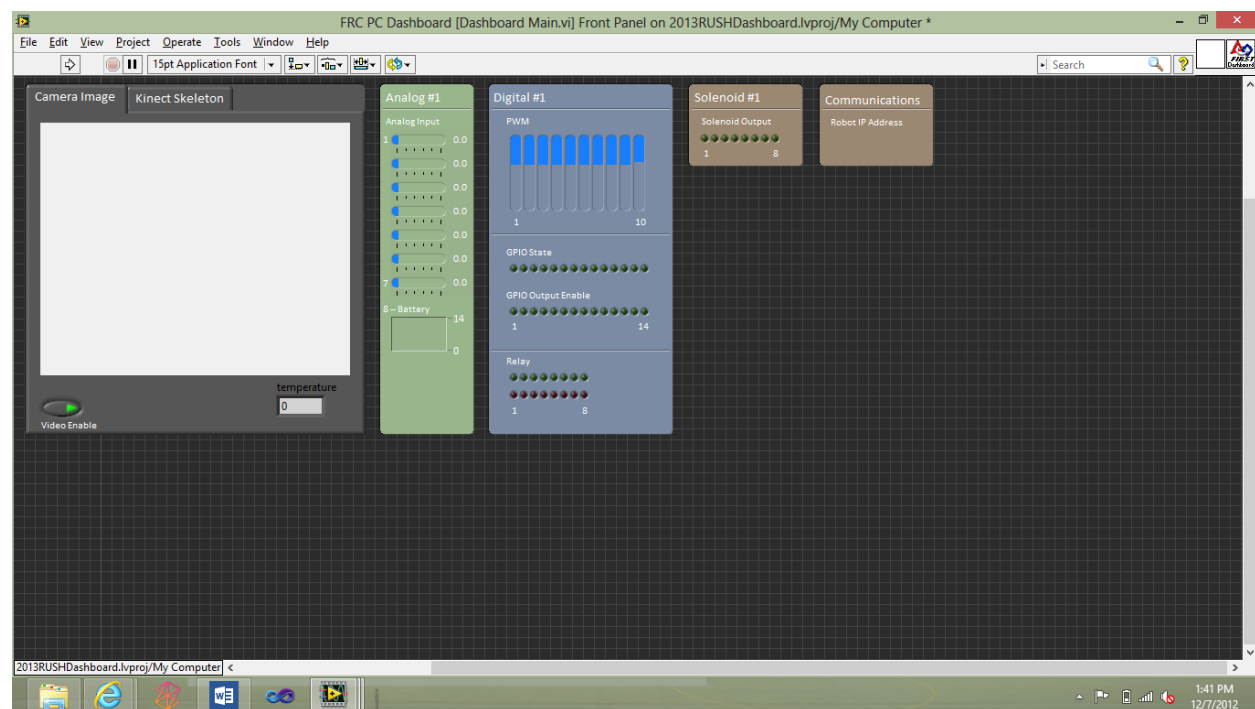 FRC PC Dashboard [Dashboard Main.vi] Front Panel on 2013RUSHDashboard.lvproj/My Computer *
File Edit View Project Operate Tools Window Help
15pt Application Font
Search
FIRST
Dashboard
Camera Image
Kinect Skeleton
temperature
0
Video Enable
Analog #1
Analog Input
1 0.0
0.0
0.0
0.0
0.0
0.0
7 0.0
8 -- Battery
14
0
Digital #1
PWM
1 10
GPIO State
GPIO Output Enable
1 14
Relay
1 8
Solenoid #1
Solenoid Output
1 8
Communications
Robot IP Address
2013RUSHDashboard.lvproj/My Computer
1:41 PM
12/7/2012